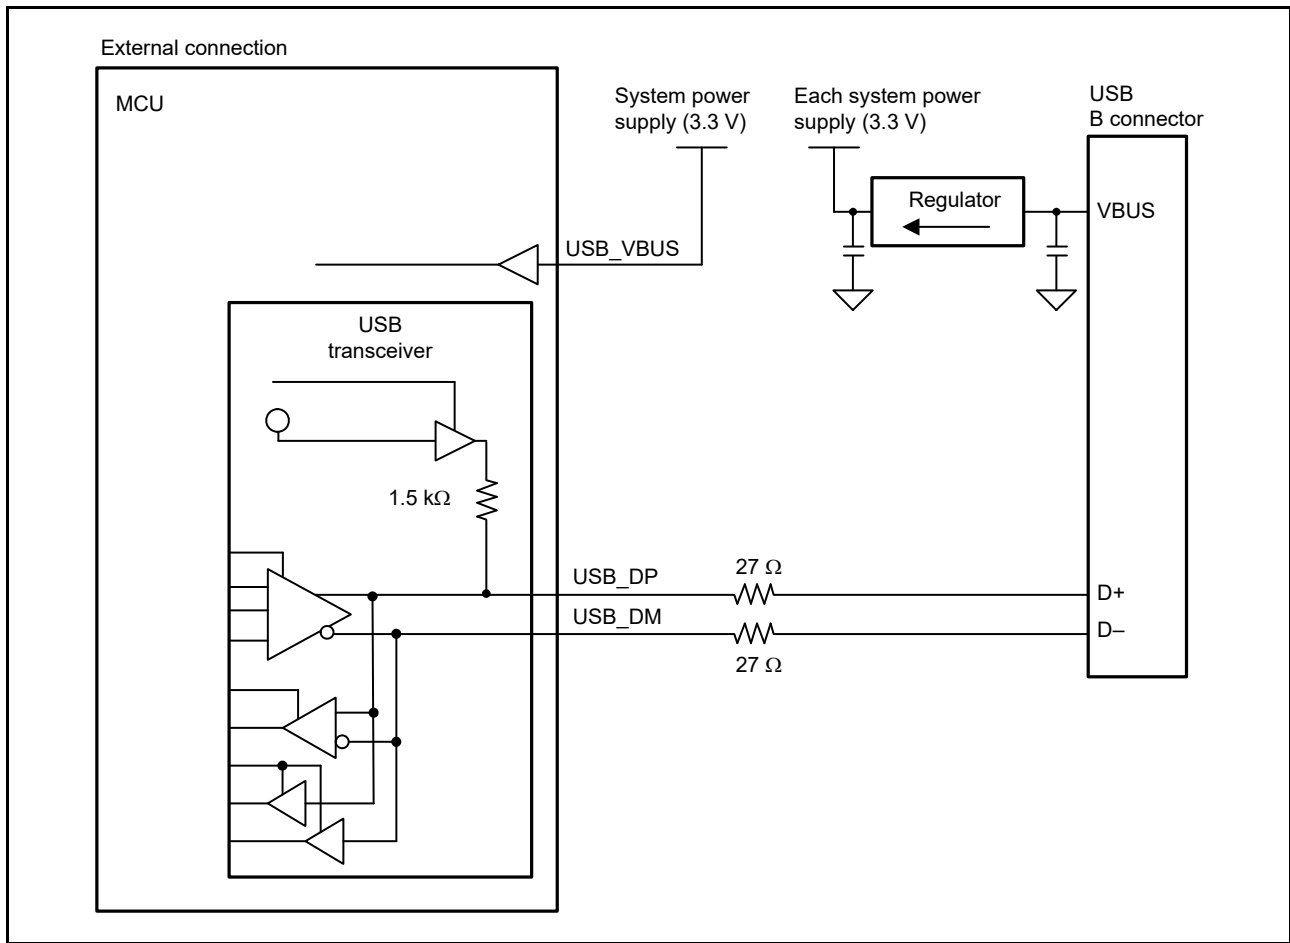 External connection
MCU
System power
supply (3.3 V)
Each system power
supply (3.3 V)
USB
B connector
Regulator
VBUS
USB_VBUS
USB
transceiver
1.5 kΩ
USB_DP
27 Ω
D+
USB_DM
D–
27 Ω